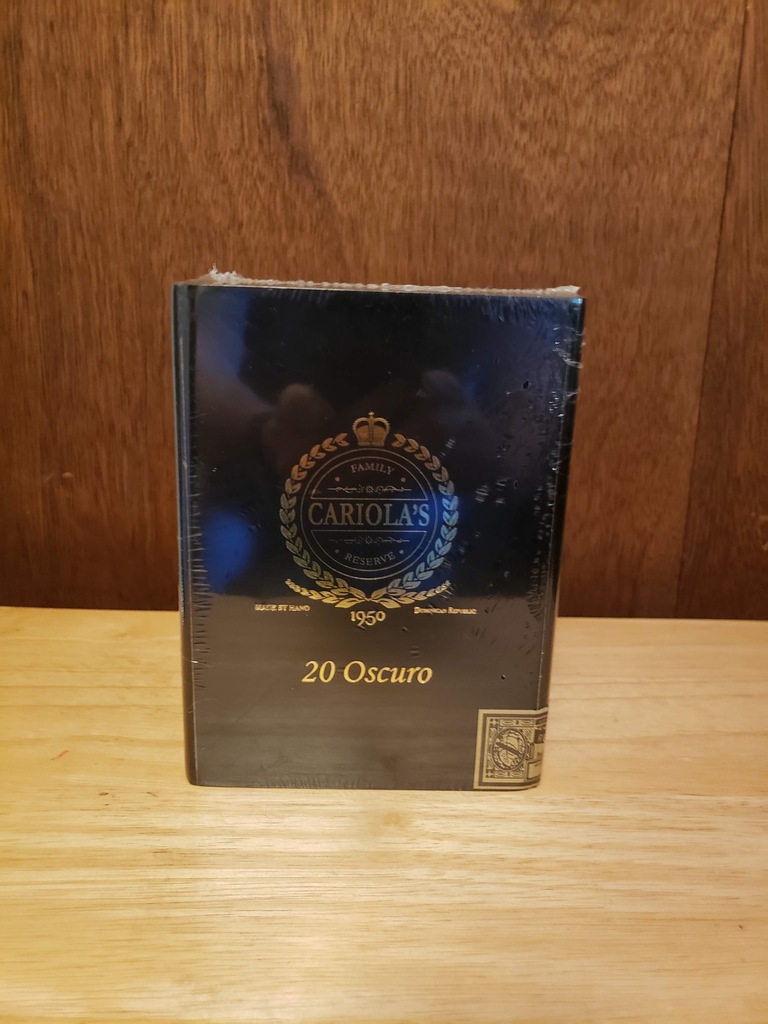 FAMILY
CARIOLA'S
RESERVE
MADE BY HAND
DOMINICAN REPUBLIC
1950
20 Oscuro